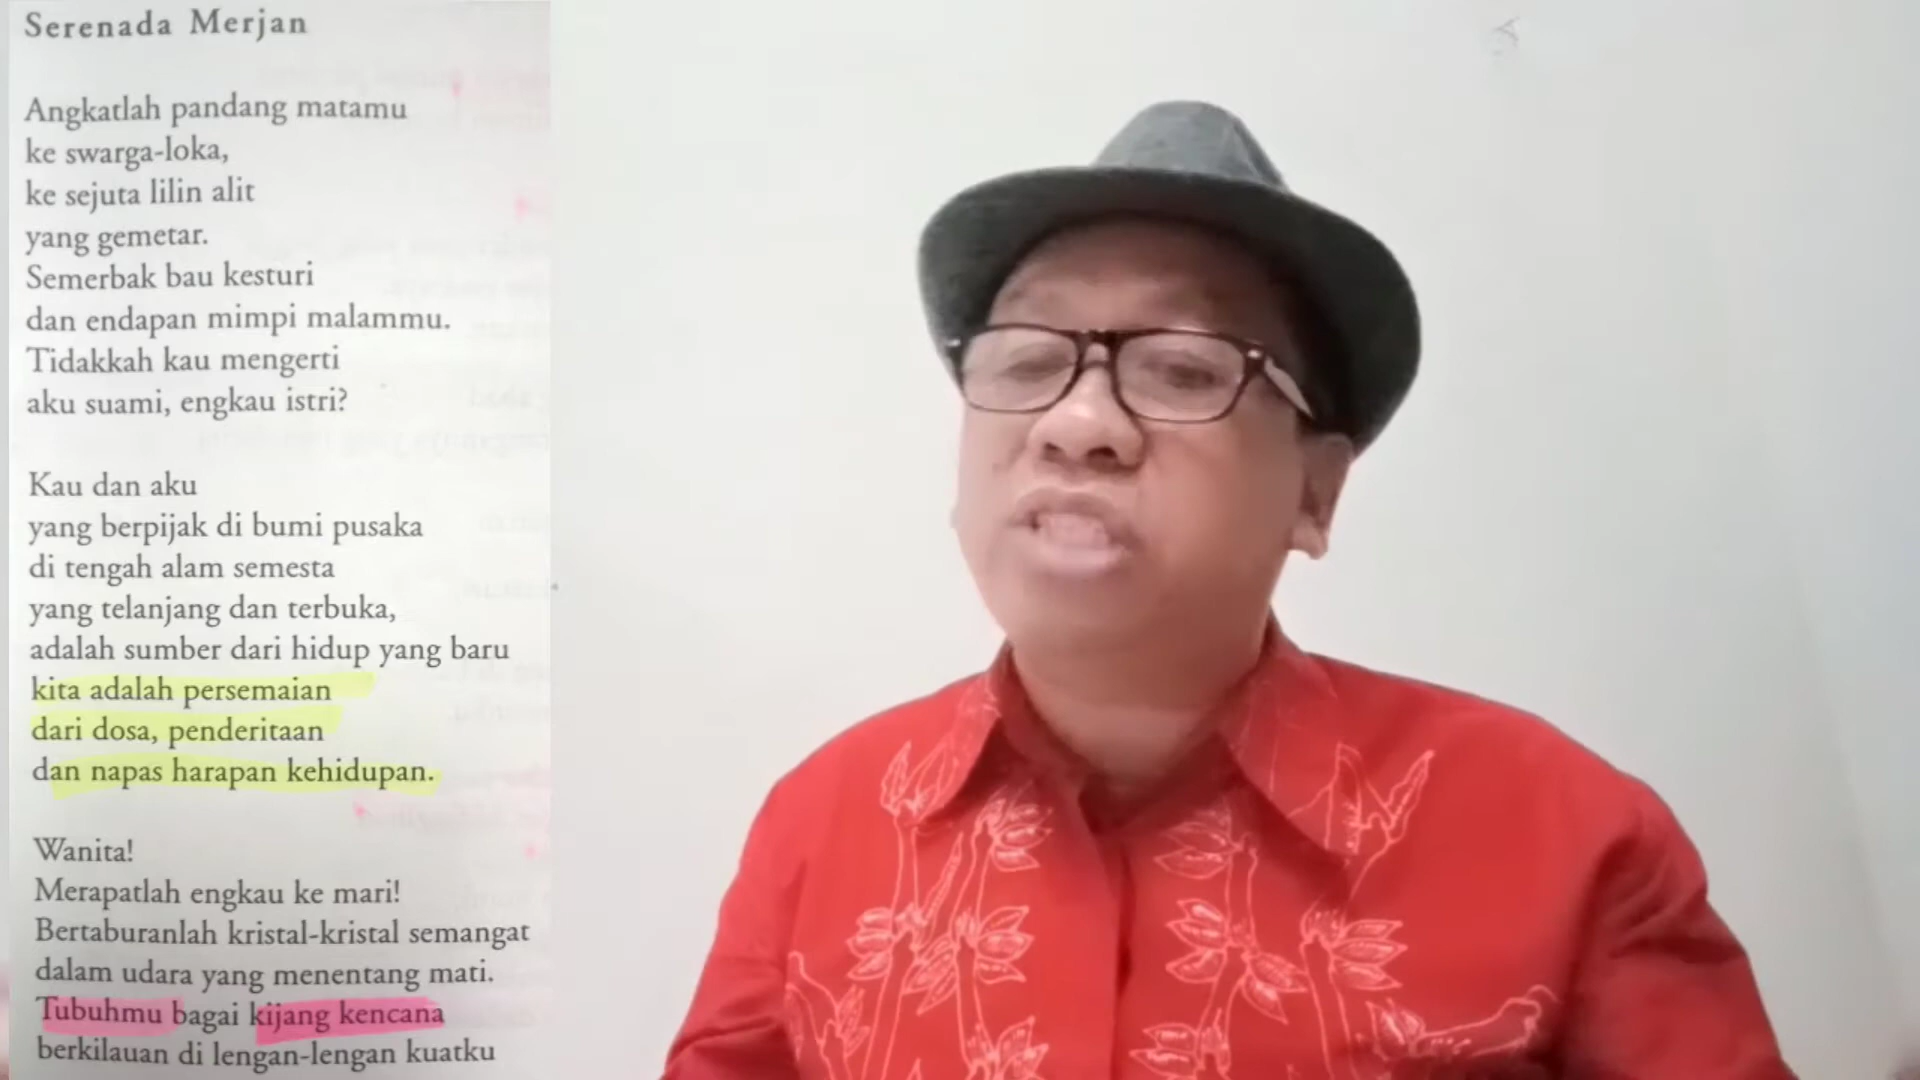 Serenada Merjan
Angkatlah pandang matamu
ke swarga-loka,
ke sejuta lilin alit
yang gemetar.
Semerbak bau kesturi
dan endapan mimpi malammu.
Tidakkah kau mengerti
aku suami, engkau istri?
Kau dan aku
yang berpijak di bumi pusaka
di tengah alam semesta
yang telanjang dan terbuka,
adalah sumber dari hidup yang baru
kita adalah persemaian
dari dosa, penderitaan
dan napas harapan kehidupan.
Wanita!
Merapatlah engkau ke mari!
Bertaburanlah kristal-kristal semangat
dalam udara yang menentang mati.
Tubuhmu bagai kijang kencana
berkilauan di lengan-lengan kuatku